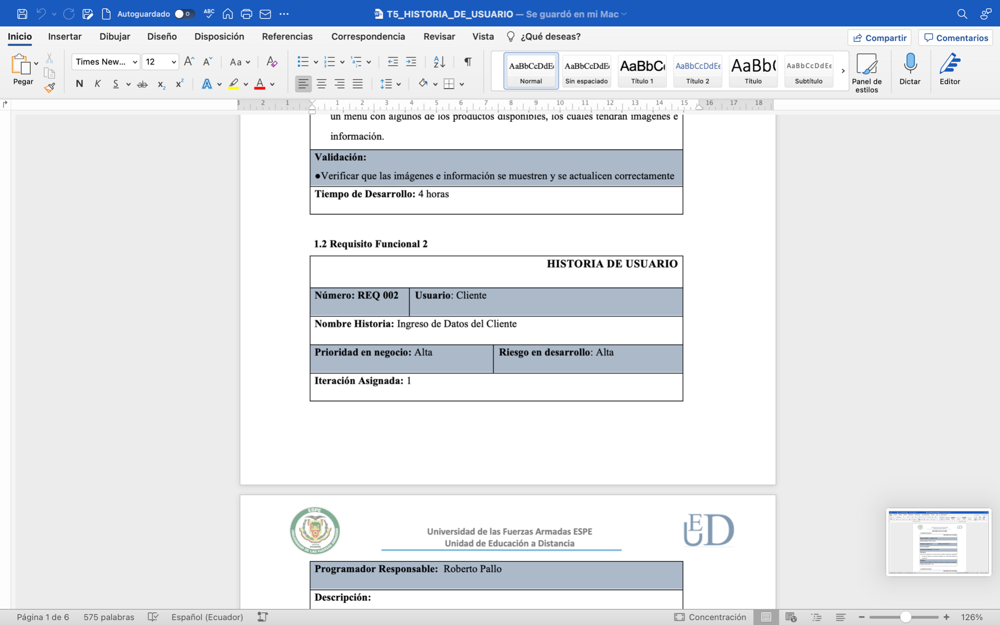 Autoguardado
ABC
T5_HISTORIA_DE_USUARIO — Se guardó en mi Mac
Inicio Insertar Dibujar Diseño Disposición Referencias Correspondencia Revisar Vista ¿Qué deseas? Compartir Comentarios
Pegar
Times New... 12 Aa
N K S ab x₂ x² A A
AaBbCcDdEe Normal
AaBbCcDdEe Sin espaciado
AaBbCc Título 1
AaBbCcDdEe Título 2
AaBb( Título
AaBbCcDdEe Subtítulo
Panel de estilos
Dictar
Editor
3 2 1 1 2 3 4 5 6 7 8 9 10 11 12 13 14 15 16 17 18
un menú con algunos de los productos disponibles, los cuales tendrán imágenes e
información.
Validación:
●Verificar que las imágenes e información se muestren y se actualicen correctamente
Tiempo de Desarrollo: 4 horas
1.2 Requisito Funcional 2
HISTORIA DE USUARIO
Número: REQ 002 Usuario: Cliente
Nombre Historia: Ingreso de Datos del Cliente
Prioridad en negocio: Alta Riesgo en desarrollo: Alta
Iteración Asignada: 1
ESPE
UNIVERSIDAD DE LAS FUERZAS ARMADAS
ECUADOR
Universidad de las Fuerzas Armadas ESPE
Unidad de Educación a Distancia
UED
Programador Responsable: Roberto Pallo
Descripción:
Página 1 de 6 575 palabras Español (Ecuador) Concentración 126%